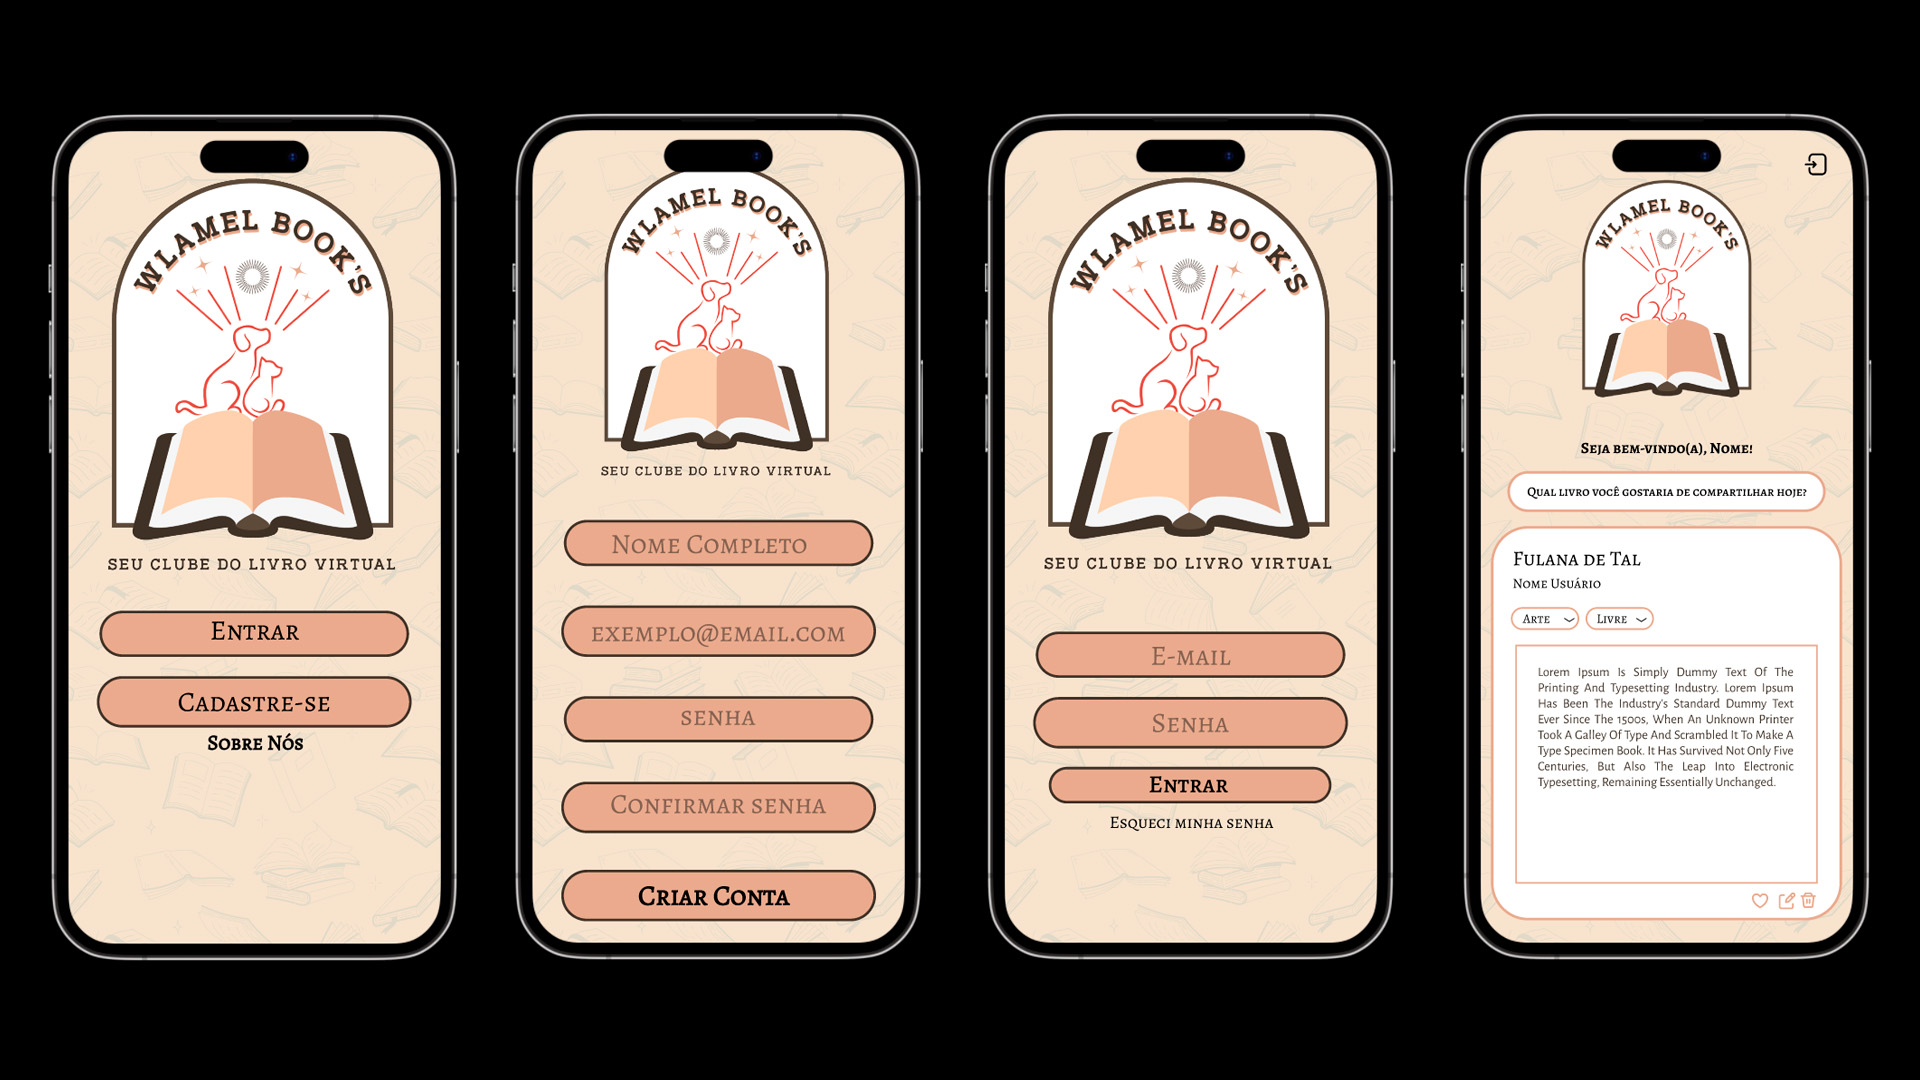 WLAMEL BOOK'S
SEU CLUBE DO LIVRO VIRTUAL
Entrar
Cadastre-se
Sobre Nós
WLAMEL BOOK'S
SEU CLUBE DO LIVRO VIRTUAL
Nome Completo
exemplo@email.com
senha
Confirmar senha
Criar Conta
WLAMEL BOOK'S
SEU CLUBE DO LIVRO VIRTUAL
E-mail
Senha
Entrar
Esqueci minha senha
WLAMEL BOOK'S
Seja bem-vindo(a), Nome!
Qual livro você gostaria de compartilhar hoje?
Fulana de Tal
Nome Usuário
Arte Livre
Lorem Ipsum Is Simply Dummy Text Of The
Printing And Typesetting Industry. Lorem Ipsum
Has Been The Industry's Standard Dummy Text
Ever Since The 1500s, When An Unknown Printer
Took A Galley Of Type And Scrambled It To Make A
Type Specimen Book. It Has Survived Not Only Five
Centuries, But Also The Leap Into Electronic
Typesetting, Remaining Essentially Unchanged.